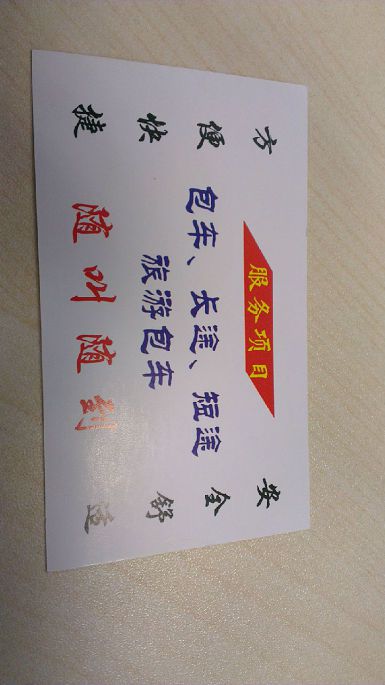 服务项目
方便快捷
安全舒适
包车、长途、短途
旅游包车
随叫随到